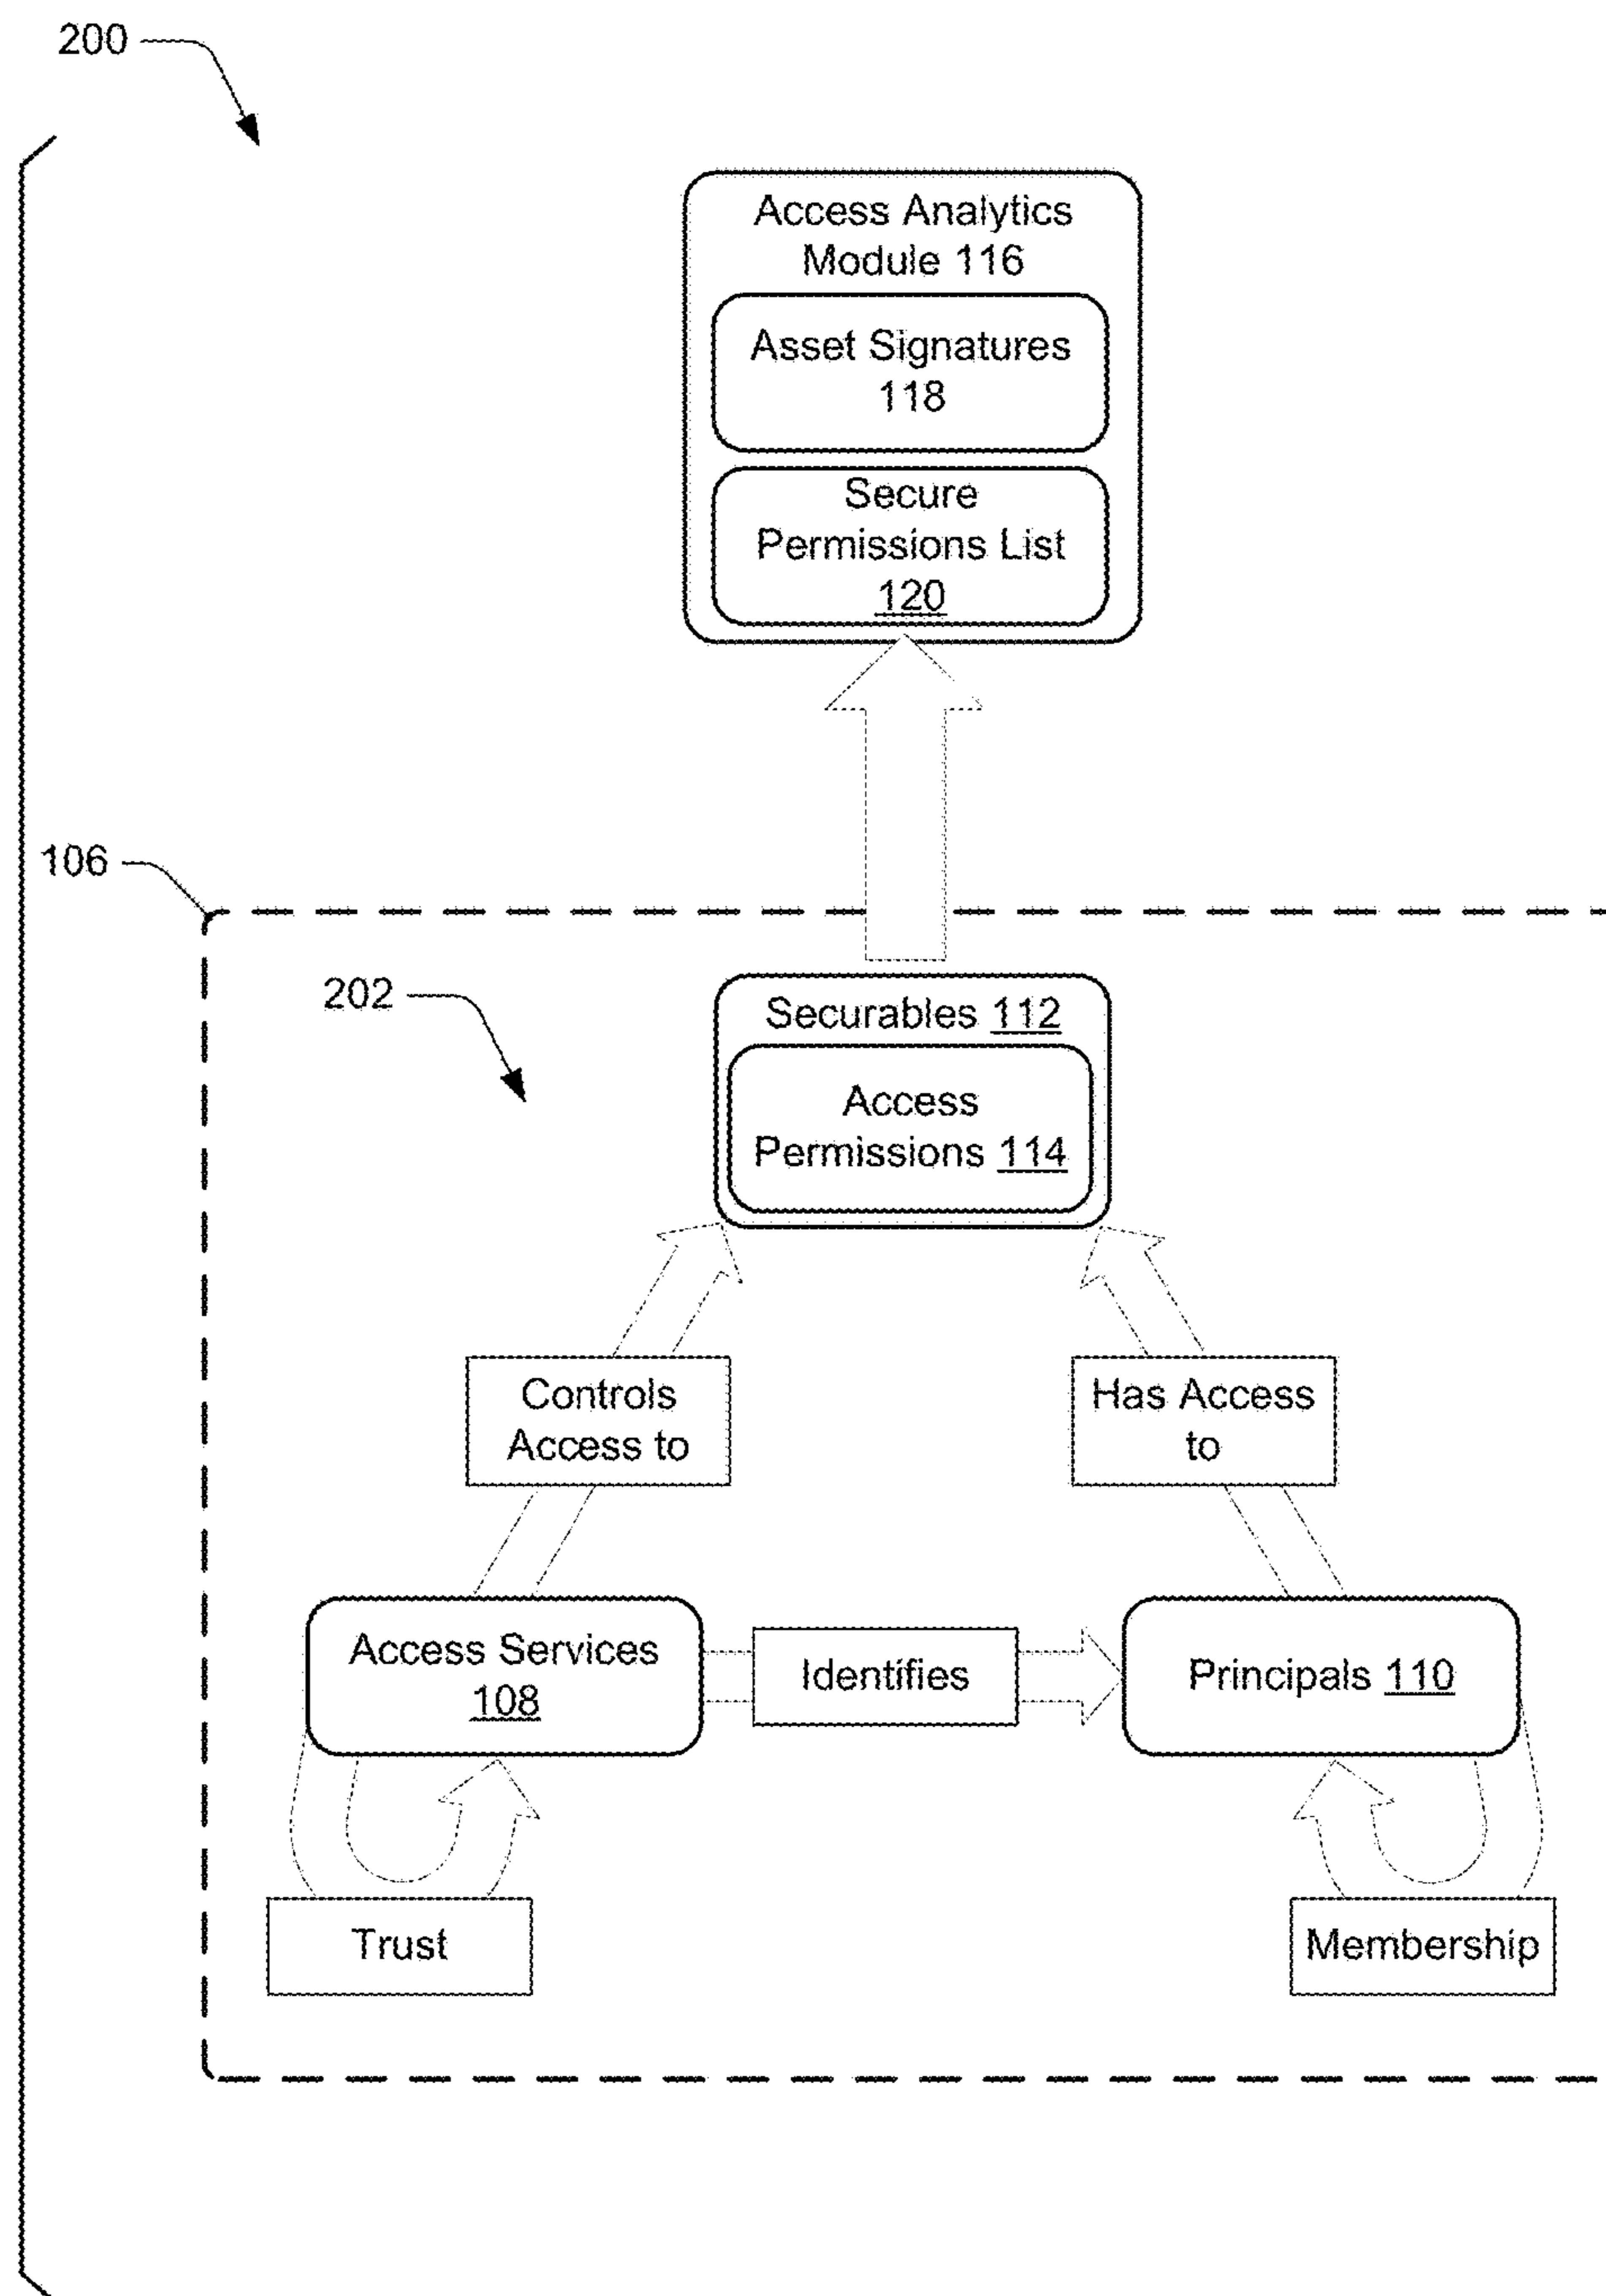 200
Access Analytics
Module 116
Asset Signatures
118
Secure
Permissions List
120
106
202
Securables 112
Access
Permissions 114
Controls
Access to
Has Access
to
Access Services
108
Identifies
Principals 110
Trust
Membership